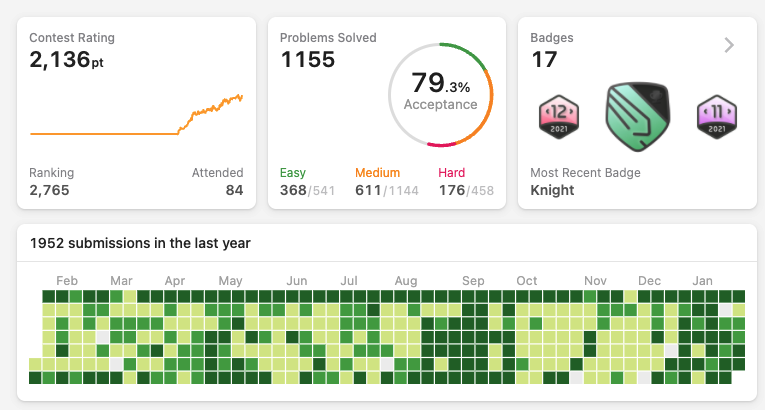 Contest Rating
2,136pt
Ranking
Attended
2,765
84
Problems Solved
1155
79.3%
Acceptance
Easy
Medium
Hard
368/541
611/1144
176/458
Badges
17
12
2021
11
2021
Most Recent Badge
Knight
1952 submissions in the last year
Feb Mar Apr May Jun Jul Aug Sep Oct Nov Dec Jan